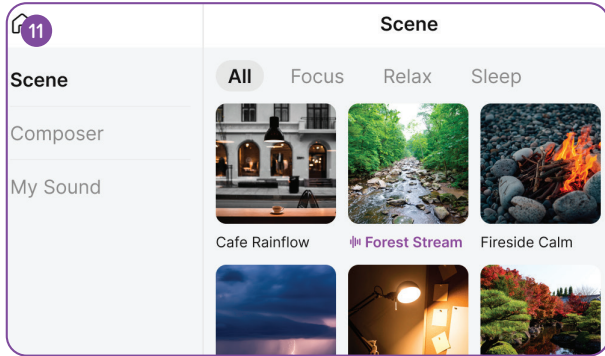 11
Scene
Scene
Composer
My Sound
All Focus Relax Sleep
Cafe Rainflow Forest Stream Fireside Calm